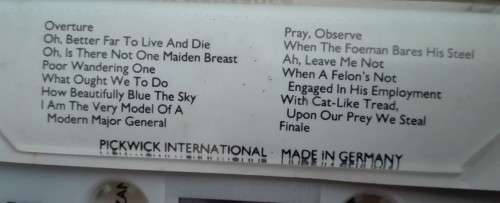 Overture
Oh, Better Far To Live And Die
Oh, Is There Not One Maiden Breast
Poor Wandering One
What Ought We To Do
How Beautifully Blue The Sky
I Am The Very Model Of A
Modern Major General
Pray, Observe
When The Foeman Bares His Steel
Ah, Leave Me Not
When A Felon's Not
Engaged In His Employment
With Cat-Like Tread,
Upon Our Prey We Steal
Finale
PICKWICK INTERNATIONAL MADE IN GERMANY